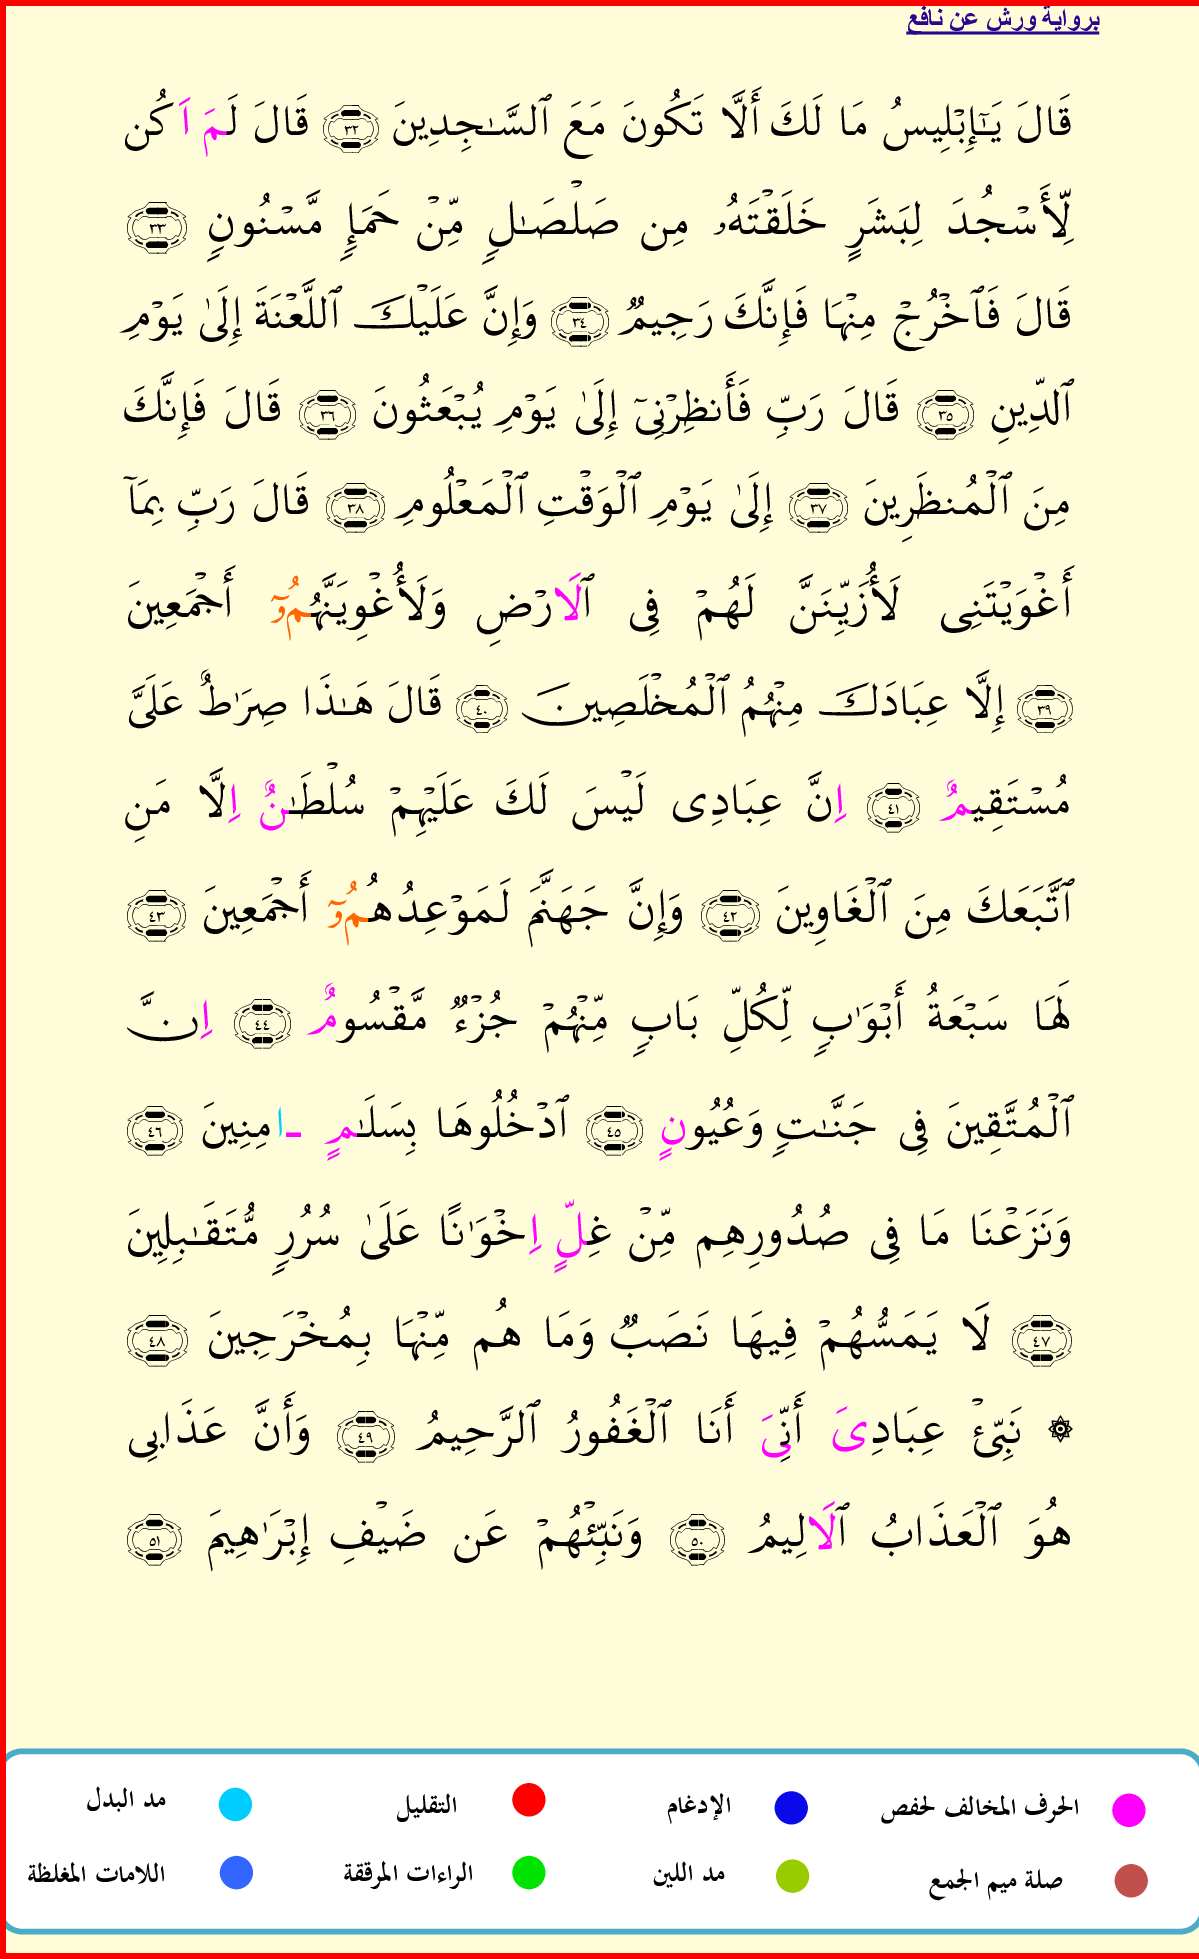 برواية ورش عن نافع
قَالَ يَـٰٓإِبْلِيسُ مَا لَكَ أَلَّا تَكُونَ مَعَ ٱلسَّـٰجِدِينَ ٣٢ قَالَ لَمَ اَكُن
لِّأَسْجُدَ لِبَشَرٍ خَلَقْتَهُۥ مِن صَلْصَـٰلٍ مِّنْ حَمَإٍ مَّسْنُونٍ ٣٣
قَالَ فَٱخْرُجْ مِنْهَا فَإِنَّكَ رَجِيمٌ ٣٤ وَإِنَّ عَلَيْكَ ٱللَّعْنَةَ إِلَىٰ يَوْمِ
ٱلدِّينِ ٣٥ قَالَ رَبِّ فَأَنظِرْنِىٓ إِلَىٰ يَوْمِ يُبْعَثُونَ ٣٦ قَالَ فَإِنَّكَ
مِنَ ٱلْمُنظَرِينَ ٣٧ إِلَىٰ يَوْمِ ٱلْوَقْتِ ٱلْمَعْلُومِ ٣٨ قَالَ رَبِّ بِمَآ
أَغْوَيْتَنِى لَأُزَيِّنَنَّ لَهُمْ فِى ٱلَارْضِ وَلَأُغْوِيَنَّهُمُوٓ أَجْمَعِينَ
٣٩ إِلَّا عِبَادَكَ مِنْهُمُ ٱلْمُخْلَصِينَ ٤٠ قَالَ هَـٰذَا صِرَٰطٌ عَلَىَّ
مُسْتَقِيمٌ ٤١ اِنَّ عِبَادِى لَيْسَ لَكَ عَلَيْهِمْ سُلْطَـٰنٌ اِلَّا مَنِ
ٱتَّبَعَكَ مِنَ ٱلْغَاوِينَ ٤٢ وَإِنَّ جَهَنَّمَ لَمَوْعِدُهُمُوٓ أَجْمَعِينَ ٤٣
لَهَا سَبْعَةُ أَبْوَٰبٍ لِّكُلِّ بَابٍ مِّنْهُمْ جُزْءٌ مَّقْسُومٌ ٤٤ اِنَّ
ٱلْمُتَّقِينَ فِى جَنَّـٰتٍ وَعُيُونٍ ٤٥ ٱدْخُلُوهَا بِسَلَـٰمٍ ـامِنِينَ ٤٦
وَنَزَعْنَا مَا فِى صُدُورِهِم مِّنْ غِلٍّ اِخْوَٰنًا عَلَىٰ سُرُرٍ مُّتَقَـٰبِلِينَ
٤٧ لَا يَمَسُّهُمْ فِيهَا نَصَبٌ وَمَا هُم مِّنْهَا بِمُخْرَجِينَ ٤٨
۞ نَبِّئْ عِبَادِىَ أَنِّىَ أَنَا ٱلْغَفُورُ ٱلرَّحِيمُ ٤٩ وَأَنَّ عَذَابِى
هُوَ ٱلْعَذَابُ ٱلَالِيمُ ٥٠ وَنَبِّئْهُمْ عَن ضَيْفِ إِبْرَٰهِيمَ ٥١
الحرف المخالف لحفص الإدغام التقليل مد البدل
صلة ميم الجمع مد اللين الراءات المرققة اللامات المغلظة